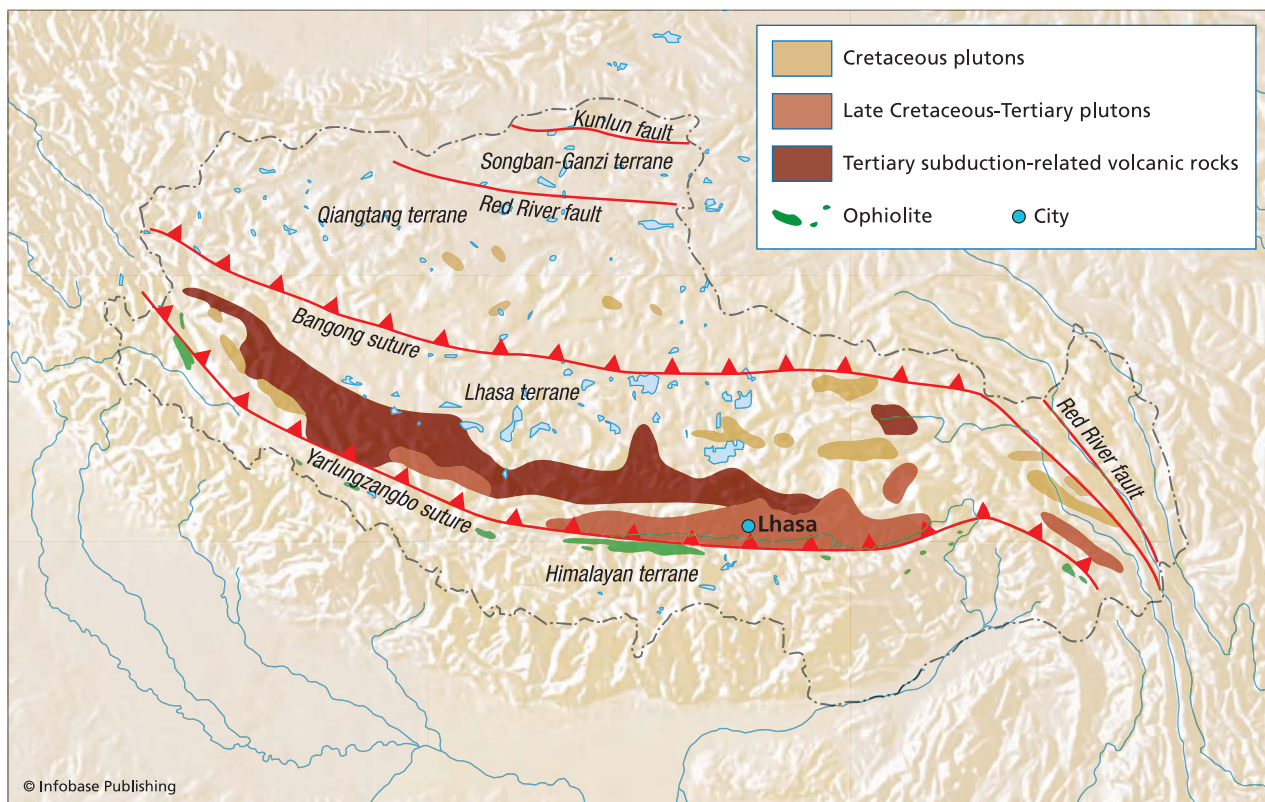 Cretaceous plutons
Late Cretaceous-Tertiary plutons
Tertiary subduction-related volcanic rocks
Ophiolite
City
Kunlun fault
Songban-Ganzi terrane
Qiangtang terrane
Red River fault
Bangong suture
Lhasa terrane
Red River fault
Yarlungzangbo suture
Lhasa
Himalayan terrane
© Infobase Publishing